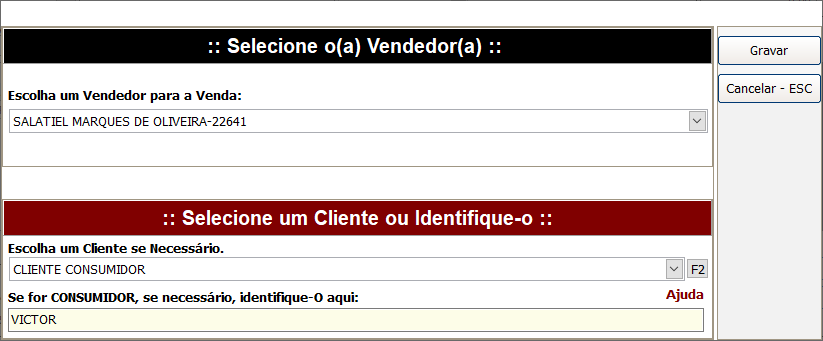 :: Selecione o(a) Vendedor(a) ::
Gravar
Cancelar - ESC
Escolha um Vendedor para a Venda:
SALATIEL MARQUES DE OLIVEIRA-22641
:: Selecione um Cliente ou Identifique-o ::
Escolha um Cliente se Necessário.
CLIENTE CONSUMIDOR
F2
Se for CONSUMIDOR, se necessário, identifique-O aqui:
Ajuda
VICTOR